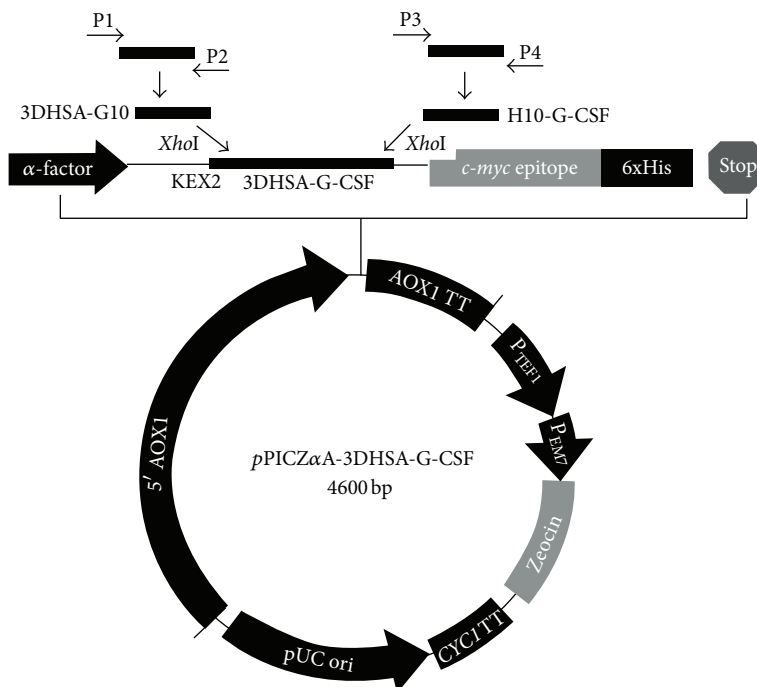 P1
P2
P3
P4
3DHSA-G10
H10-G-CSF
XhoI
XhoI
α-factor
KEX2
3DHSA-G-CSF
c-myc epitope
6xHis
Stop
AOX1 TT
PTEF1
PEM7
Zeocin
CYC1TT
pUC ori
5′ AOX1
pPICZαA-3DHSA-G-CSF
4600 bp